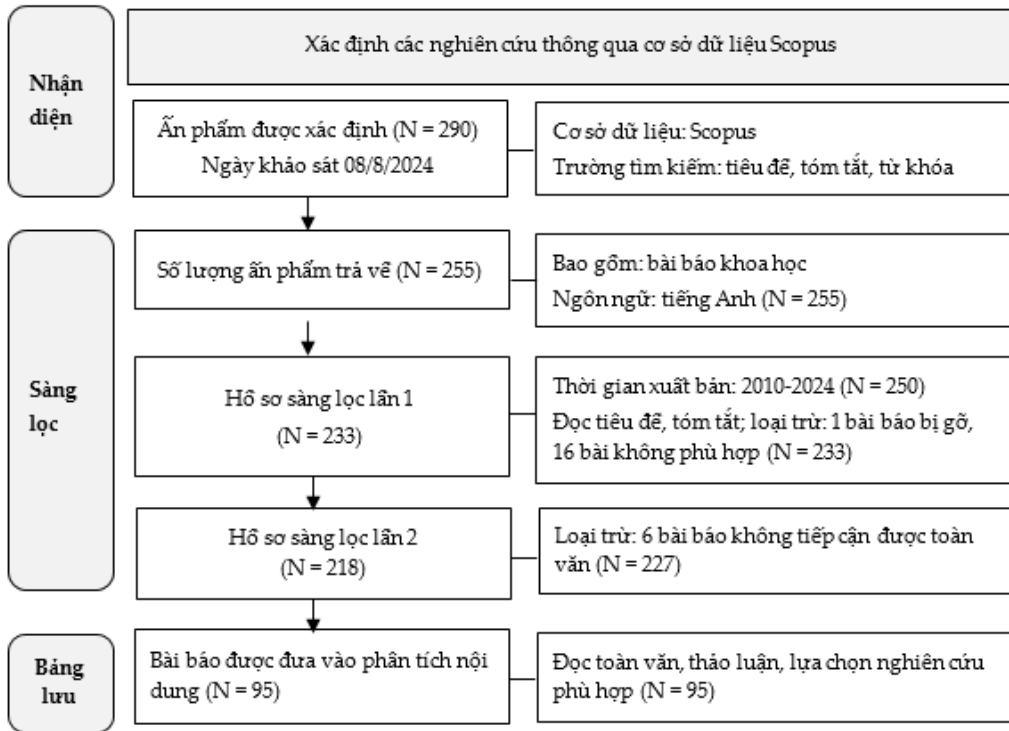 Xác định các nghiên cứu thông qua cơ sở dữ liệu Scopus
Nhận
diện
Ấn phẩm được xác định (N = 290)
Ngày khảo sát 08/8/2024
Cơ sở dữ liệu: Scopus
Trường tìm kiếm: tiêu đề, tóm tắt, từ khóa
Sàng
lọc
Số lượng ấn phẩm trả về (N = 255)
Bao gồm: bài báo khoa học
Ngôn ngữ: tiếng Anh (N = 255)
Hồ sơ sàng lọc lần 1
(N = 233)
Thời gian xuất bản: 2010-2024 (N = 250)
Đọc tiêu đề, tóm tắt; loại trừ: 1 bài báo bị gỡ,
16 bài không phù hợp (N = 233)
Hồ sơ sàng lọc lần 2
(N = 218)
Loại trừ: 6 bài báo không tiếp cận được toàn
văn (N = 227)
Bảng
lưu
Bài báo được đưa vào phân tích nội
dung (N = 95)
Đọc toàn văn, thảo luận, lựa chọn nghiên cứu
phù hợp (N = 95)